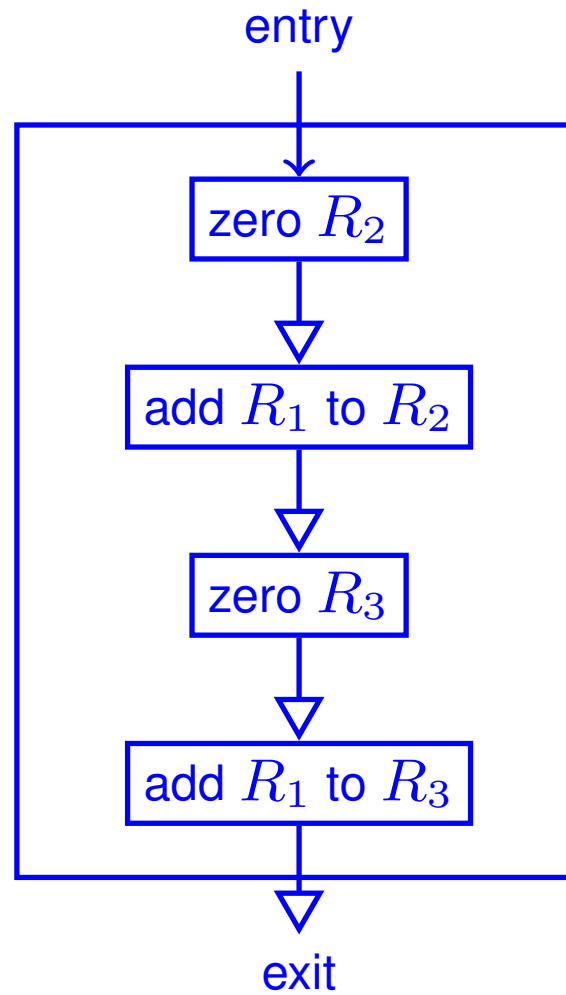 entry
zero R₂
add R₁ to R₂
zero R₃
add R₁ to R₃
exit